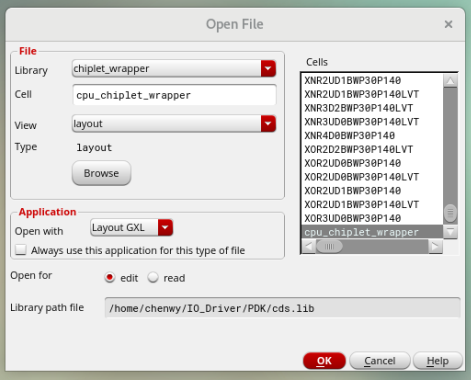 Open File
File
Library
chiplet_wrapper
Cell
cpu_chiplet_wrapper
View
layout
Type
layout
Browse
Cells
XNR2UD1BWP30P140
XNR2UD1BWP30P140LVT
XNR3D2BWP30P140LVT
XNR3UD0BWP30P140LVT
XNR4D0BWP30P140
XOR2D2BWP30P140LVT
XOR2UD0BWP30P140
XOR2UD0BWP30P140LVT
XOR2UD1BWP30P140
XOR2UD1BWP30P140LVT
XOR3UD0BWP30P140
cpu_chiplet_wrapper
Application
Open with
Layout GXL
Always use this application for this type of file
Open for
edit
read
Library path file
/home/chenwy/IO_Driver/PDK/cds.lib
OK
Cancel
Help